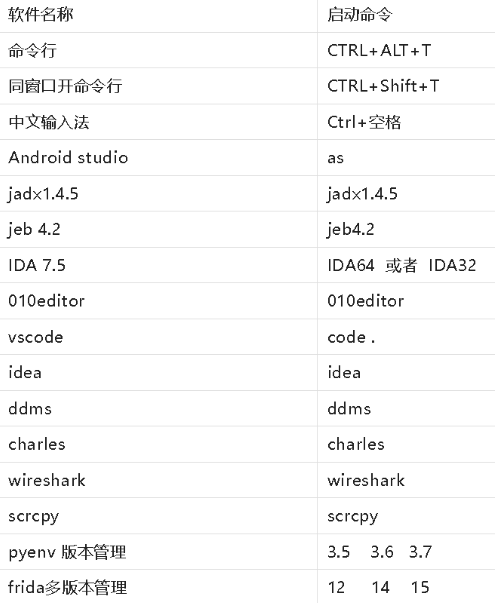 软件名称 启动命令
命令行 CTRL+ALT+T
同窗口开命令行 CTRL+Shift+T
中文输入法 Ctrl+空格
Android studio as
jadx1.4.5 jadx1.4.5
jeb 4.2 jeb4.2
IDA 7.5 IDA64 或者 IDA32
010editor 010editor
vscode code .
idea idea
ddms ddms
charles charles
wireshark wireshark
scrcpy scrcpy
pyenv 版本管理 3.5 3.6 3.7
frida多版本管理 12 14 15